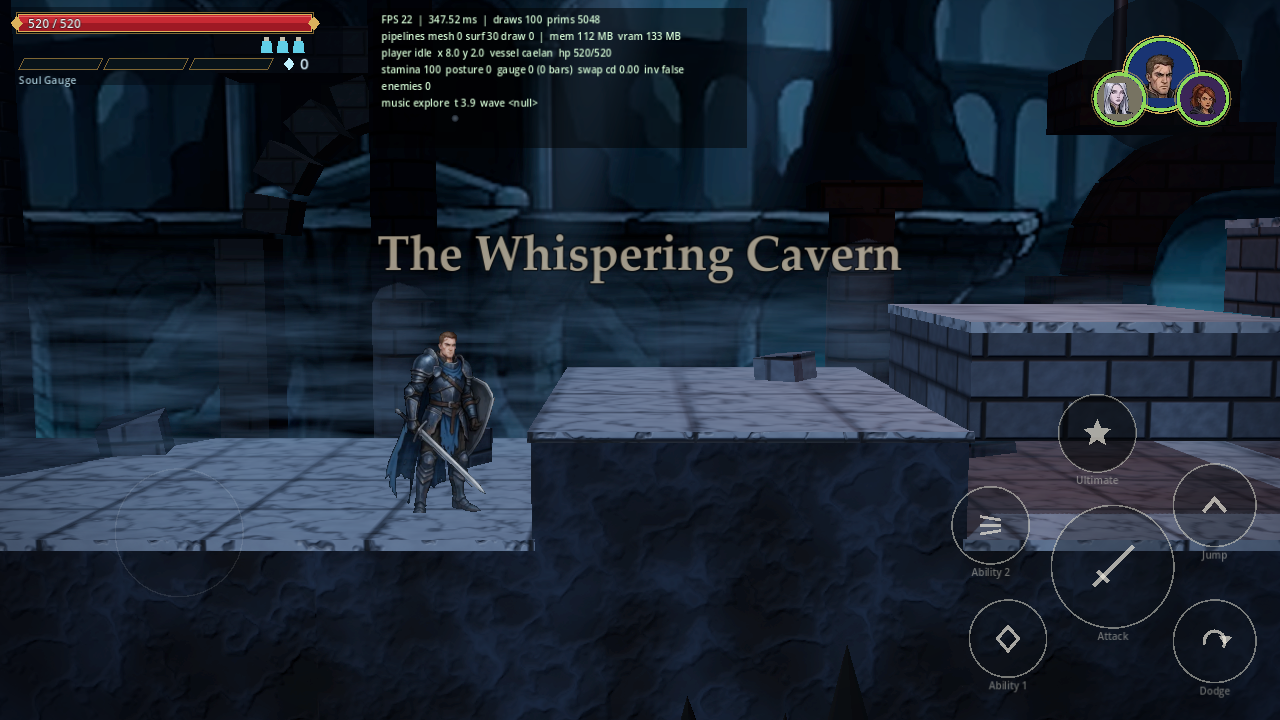 520 / 520
0
Soul Gauge
FPS 22 | 347.52 ms | draws 100 prims 5048
pipelines mesh 0 surf 30 draw 0 | mem 112 MB vram 133 MB
player idle x 8.0 y 2.0 vessel caelan hp 520/520
stamina 100 posture 0 gauge 0 (0 bars) swap cd 0.00 inv false
enemies 0
music explore t 3.9 wave <null>
The Whispering Cavern
Ultimate
Jump
Ability 2
Attack
Ability 1
Dodge